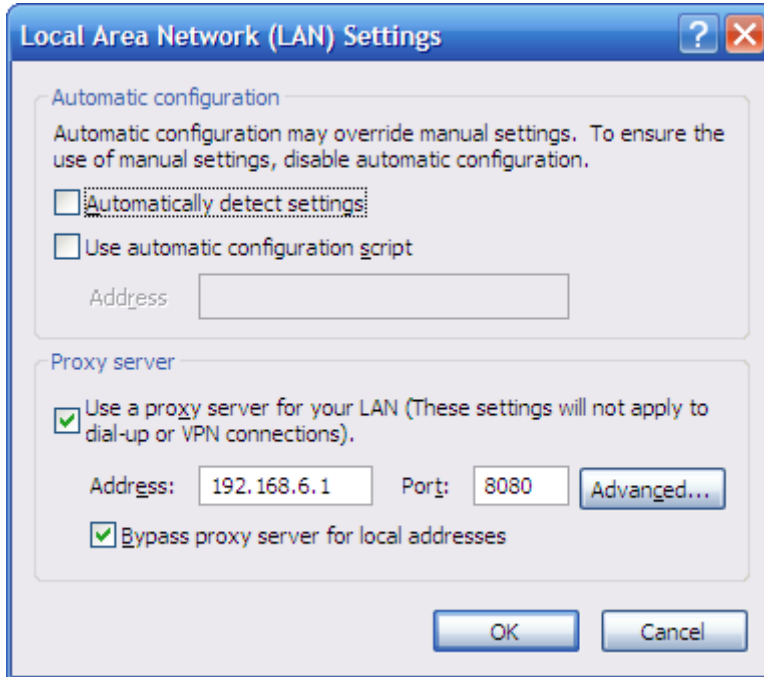 Local Area Network (LAN) Settings
Automatic configuration
Automatic configuration may override manual settings. To ensure the
use of manual settings, disable automatic configuration.
Automatically detect settings
Use automatic configuration script
Address
Proxy server
Use a proxy server for your LAN (These settings will not apply to
dial-up or VPN connections).
Address: 192.168.6.1 Port: 8080 Advanced...
Bypass proxy server for local addresses
OK Cancel